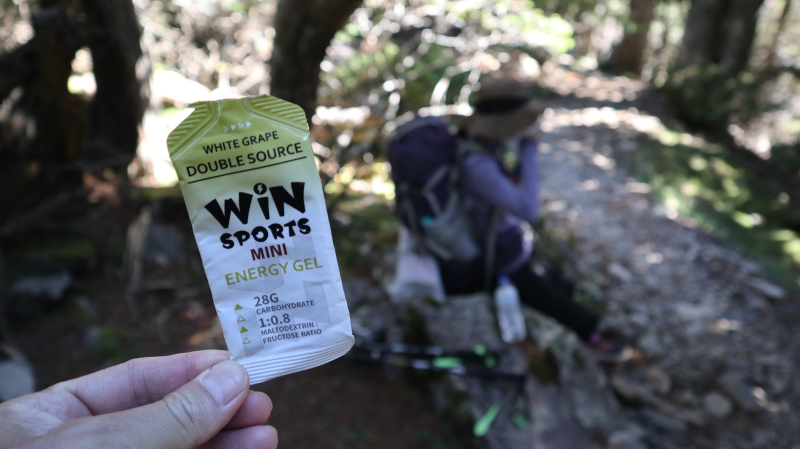 WHITE GRAPE
DOUBLE SOURCE
WiN
SPORTS
MINI
ENERGY GEL
28G
CARBOHYDRATE
1:0.8
MALTODEXTRIN :
FRUCTOSE RATIO